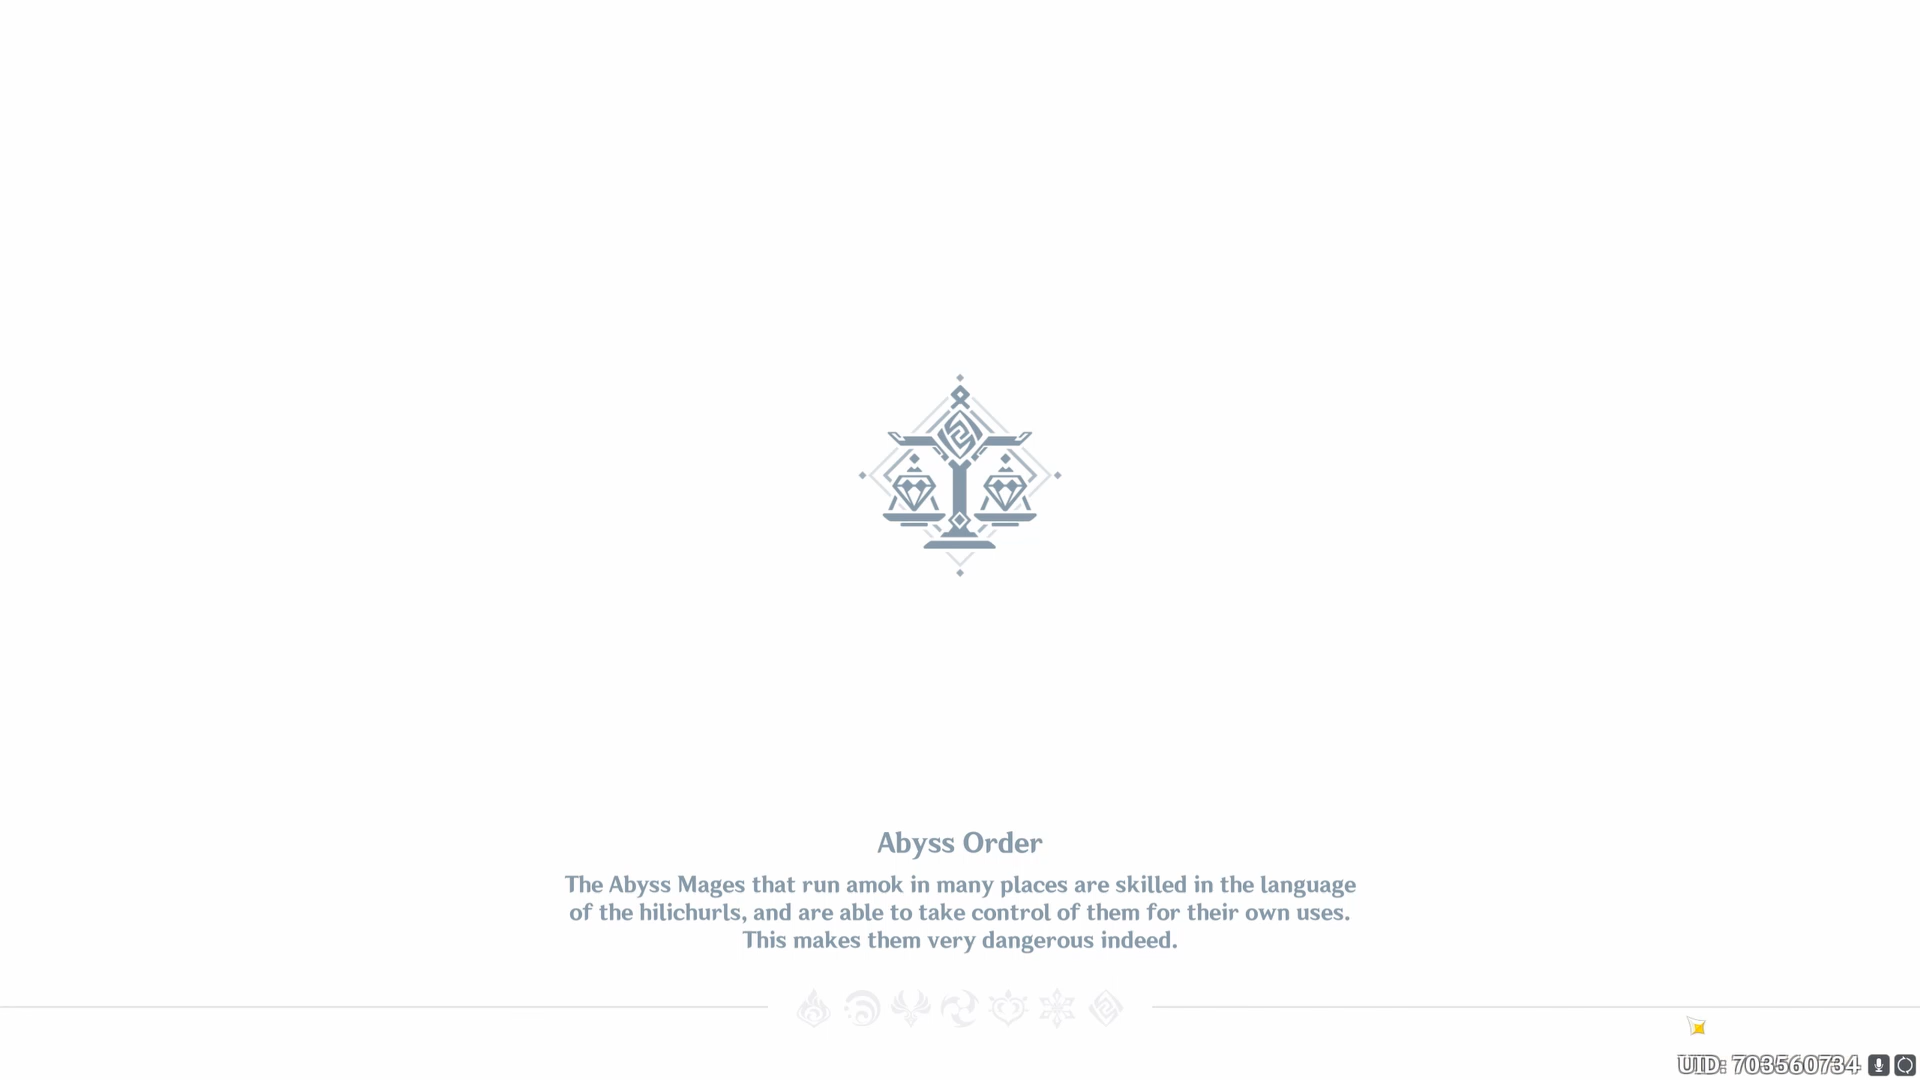 Abyss Order
The Abyss Mages that run amok in many places are skilled in the language
of the hilichurls, and are able to take control of them for their own uses.
This makes them very dangerous indeed.
UID: 703560734